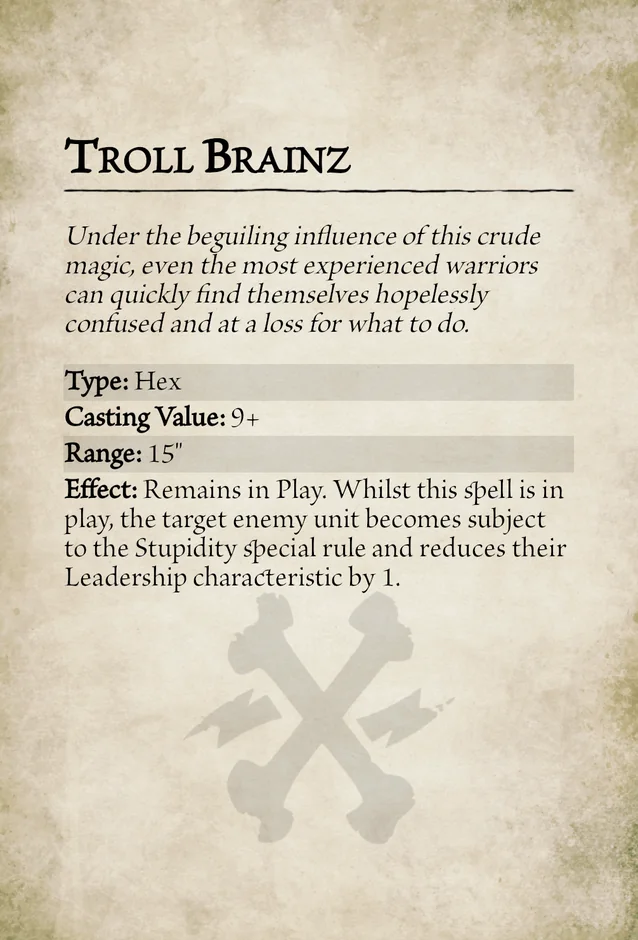 Troll Brainz
Under the beguiling influence of this crude
magic, even the most experienced warriors
can quickly find themselves hopelessly
confused and at a loss for what to do.
Type: Hex
Casting Value: 9+
Range: 15"
Effect: Remains in Play. Whilst this spell is in
play, the target enemy unit becomes subject
to the Stupidity special rule and reduces their
Leadership characteristic by 1.